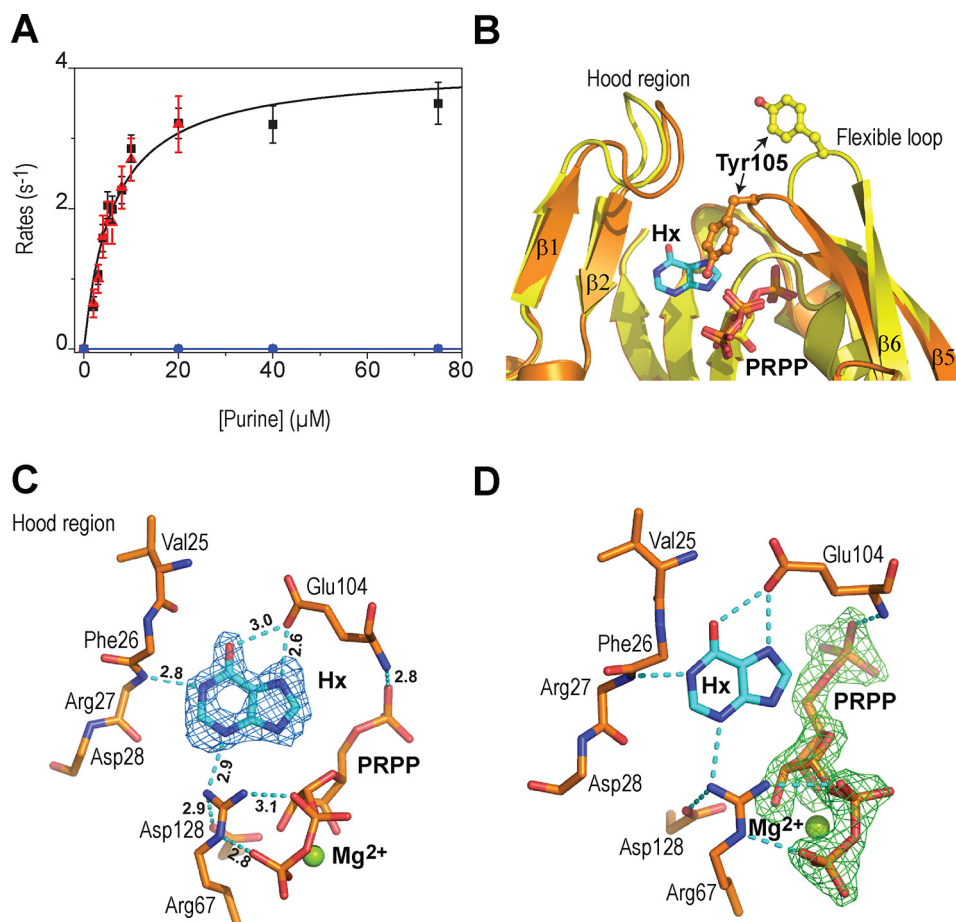 A
4
2
0
0
20
40
60
80
Rates (s⁻¹)
[Purine] (µM)
B
Hood region
Flexible loop
Tyr105
Hx
β1
β2
β6
β5
PRPP
C
Hood region
Val25
Glu104
3.0
2.6
Phe26
2.8
Hx
2.8
Arg27
Asp28
2.9
PRPP
3.1
2.9
Asp128
2.8
Mg²⁺
Arg67
D
Val25
Glu104
Phe26
Hx
Arg27
PRPP
Asp28
Mg²⁺
Asp128
Arg67